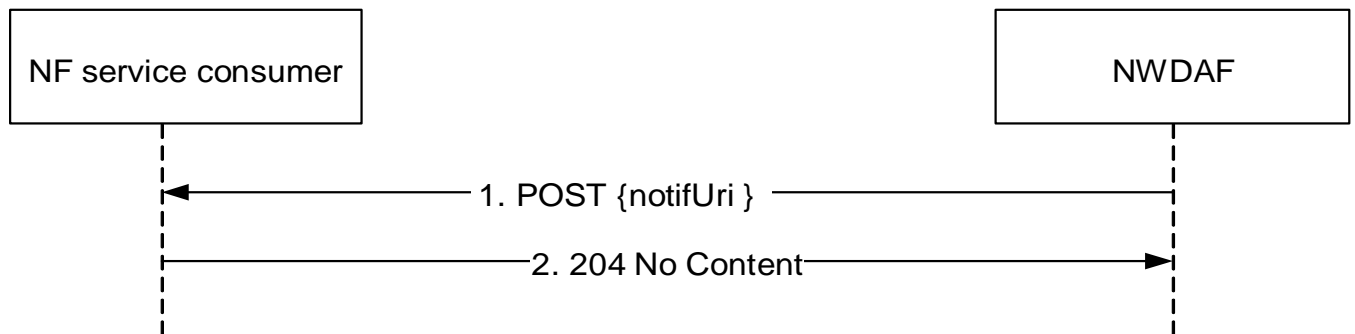 NF service consumer
NWDAF
1. POST {notifUri }
2. 204 No Content